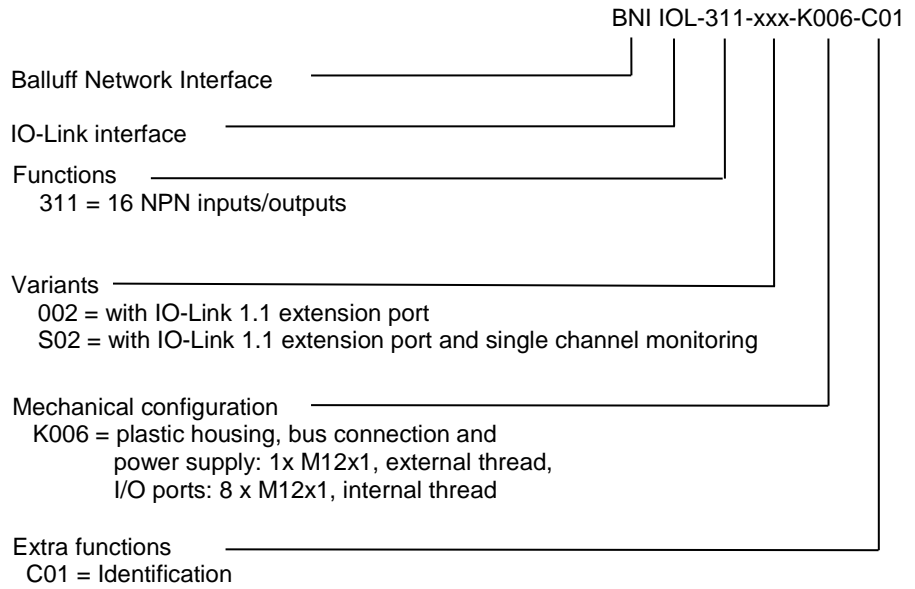 BNI IOL-311-xxx-K006-C01
Balluff Network Interface
IO-Link interface
Functions
311 = 16 NPN inputs/outputs
Variants
002 = with IO-Link 1.1 extension port
S02 = with IO-Link 1.1 extension port and single channel monitoring
Mechanical configuration
K006 = plastic housing, bus connection and
power supply: 1x M12x1, external thread,
I/O ports: 8 x M12x1, internal thread
Extra functions
C01 = Identification